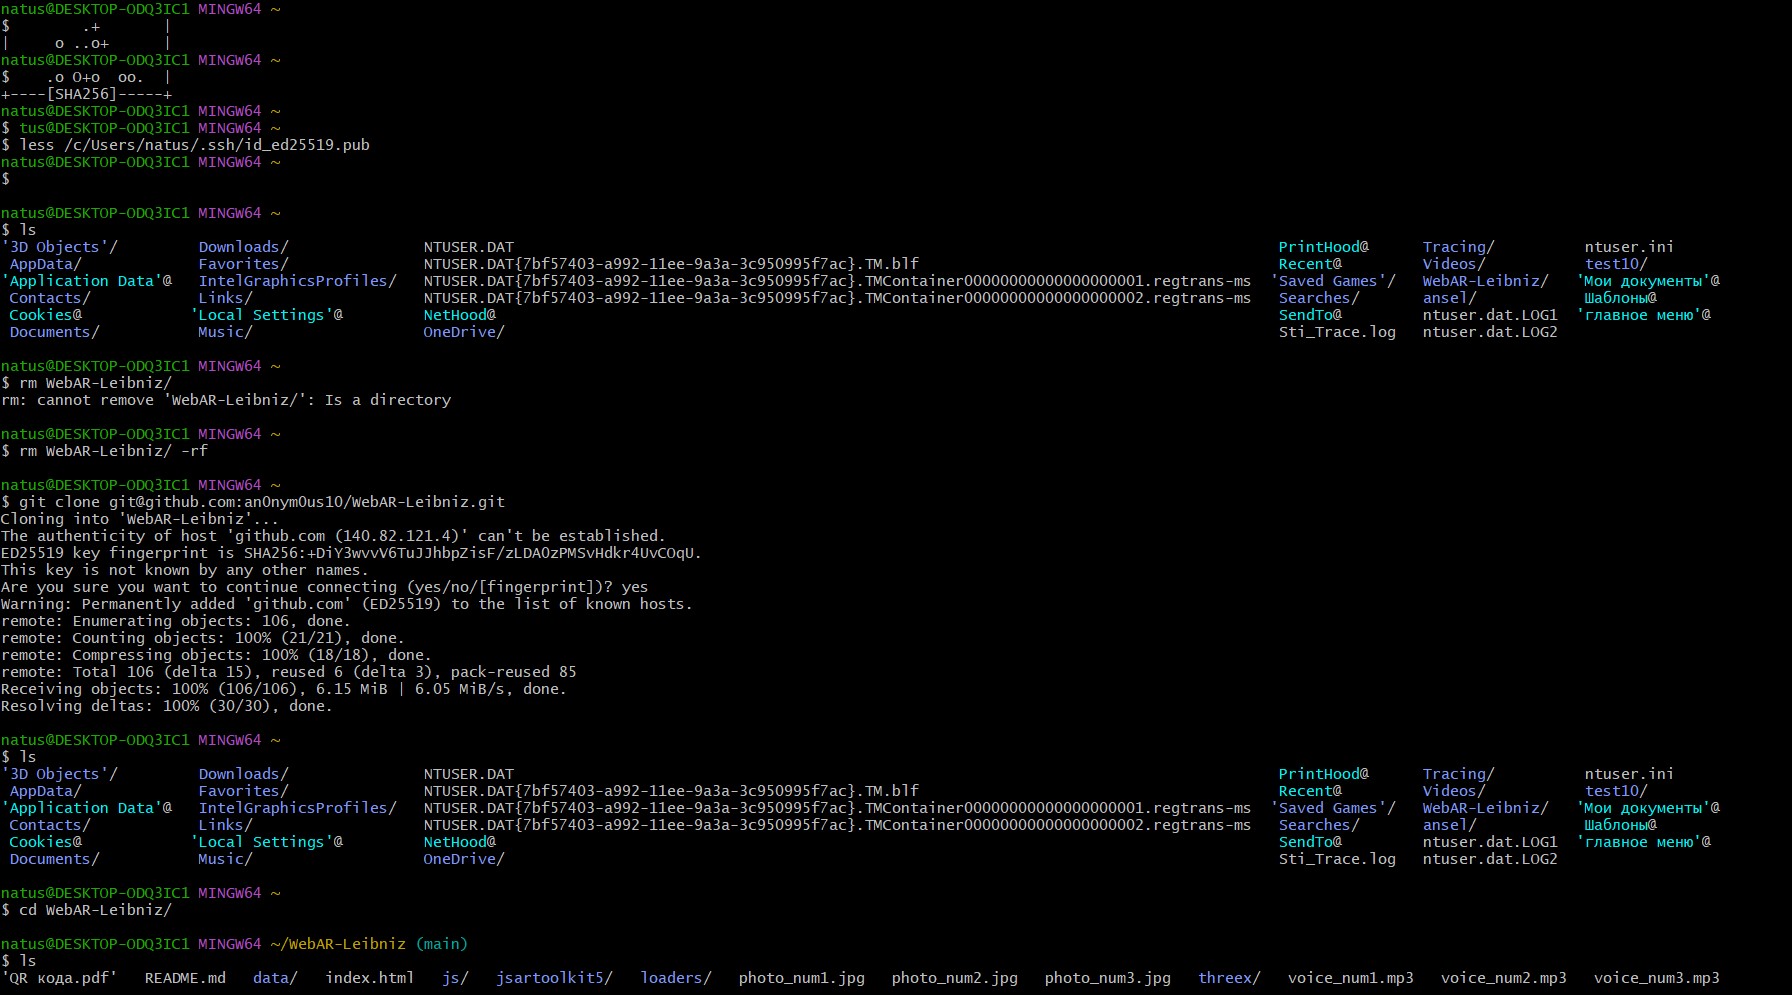 natus@DESKTOP-ODQ3IC1 MINGW64 ~
$        .+       |
|     o ..o+      |
natus@DESKTOP-ODQ3IC1 MINGW64 ~
$    .o O+o  oo.  |
+----[SHA256]-----+
natus@DESKTOP-ODQ3IC1 MINGW64 ~
$ tus@DESKTOP-ODQ3IC1 MINGW64 ~
$ less /c/Users/natus/.ssh/id_ed25519.pub
natus@DESKTOP-ODQ3IC1 MINGW64 ~
$
natus@DESKTOP-ODQ3IC1 MINGW64 ~
$ ls
'3D Objects'/ Downloads/ NTUSER.DAT PrintHood@ Tracing/ ntuser.ini
AppData/ Favorites/ NTUSER.DAT{7bf57403-a992-11ee-9a3a-3c950995f7ac}.TM.blf Recent@ Videos/ test10/
'Application Data'@ IntelGraphicsProfiles/ NTUSER.DAT{7bf57403-a992-11ee-9a3a-3c950995f7ac}.TMContainer00000000000000000001.regtrans-ms 'Saved Games'/ WebAR-Leibniz/ 'Мои документы'@
Contacts/ Links/ NTUSER.DAT{7bf57403-a992-11ee-9a3a-3c950995f7ac}.TMContainer00000000000000000002.regtrans-ms Searches/ ansel/ Шаблоны@
Cookies@ 'Local Settings'@ NetHood@ SendTo@ ntuser.dat.LOG1 'главное меню'@
Documents/ Music/ OneDrive/ Sti_Trace.log ntuser.dat.LOG2
natus@DESKTOP-ODQ3IC1 MINGW64 ~
$ rm WebAR-Leibniz/
rm: cannot remove 'WebAR-Leibniz/': Is a directory
natus@DESKTOP-ODQ3IC1 MINGW64 ~
$ rm WebAR-Leibniz/ -rf
natus@DESKTOP-ODQ3IC1 MINGW64 ~
$ git clone git@github.com:an0nym0us10/WebAR-Leibniz.git
Cloning into 'WebAR-Leibniz'...
The authenticity of host 'github.com (140.82.121.4)' can't be established.
ED25519 key fingerprint is SHA256:+DiY3wvvV6TuJJhbpZisF/zLDA0zPMSvHdkr4UvCOqU.
This key is not known by any other names.
Are you sure you want to continue connecting (yes/no/[fingerprint])? yes
Warning: Permanently added 'github.com' (ED25519) to the list of known hosts.
remote: Enumerating objects: 106, done.
remote: Counting objects: 100% (21/21), done.
remote: Compressing objects: 100% (18/18), done.
remote: Total 106 (delta 15), reused 6 (delta 3), pack-reused 85
Receiving objects: 100% (106/106), 6.15 MiB | 6.05 MiB/s, done.
Resolving deltas: 100% (30/30), done.
natus@DESKTOP-ODQ3IC1 MINGW64 ~
$ ls
'3D Objects'/ Downloads/ NTUSER.DAT PrintHood@ Tracing/ ntuser.ini
AppData/ Favorites/ NTUSER.DAT{7bf57403-a992-11ee-9a3a-3c950995f7ac}.TM.blf Recent@ Videos/ test10/
'Application Data'@ IntelGraphicsProfiles/ NTUSER.DAT{7bf57403-a992-11ee-9a3a-3c950995f7ac}.TMContainer00000000000000000001.regtrans-ms 'Saved Games'/ WebAR-Leibniz/ 'Мои документы'@
Contacts/ Links/ NTUSER.DAT{7bf57403-a992-11ee-9a3a-3c950995f7ac}.TMContainer00000000000000000002.regtrans-ms Searches/ ansel/ Шаблоны@
Cookies@ 'Local Settings'@ NetHood@ SendTo@ ntuser.dat.LOG1 'главное меню'@
Documents/ Music/ OneDrive/ Sti_Trace.log ntuser.dat.LOG2
natus@DESKTOP-ODQ3IC1 MINGW64 ~
$ cd WebAR-Leibniz/
natus@DESKTOP-ODQ3IC1 MINGW64 ~/WebAR-Leibniz (main)
$ ls
'QR кода.pdf' README.md data/ index.html js/ jsartoolkit5/ loaders/ photo_num1.jpg photo_num2.jpg photo_num3.jpg threex/ voice_num1.mp3 voice_num2.mp3 voice_num3.mp3